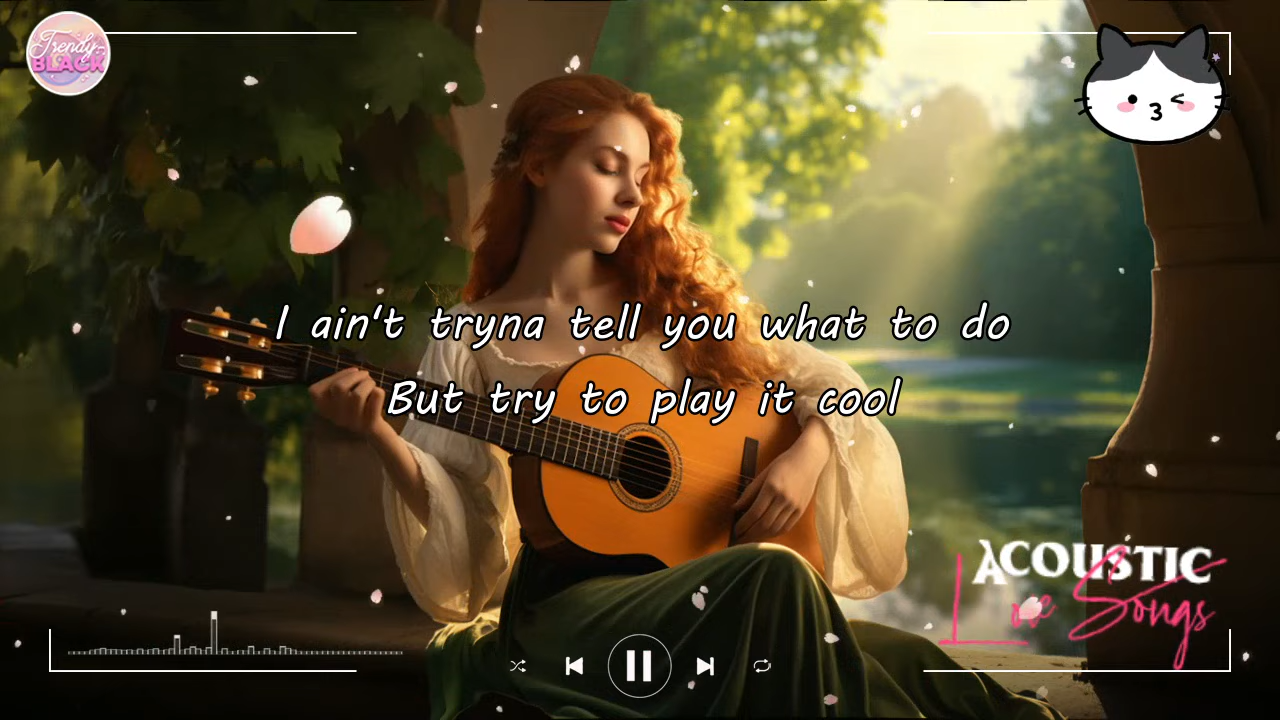 Trendy
BLACK
I ain't tryna tell you what to do
But try to play it cool
ACOUSTIC
Love Songs